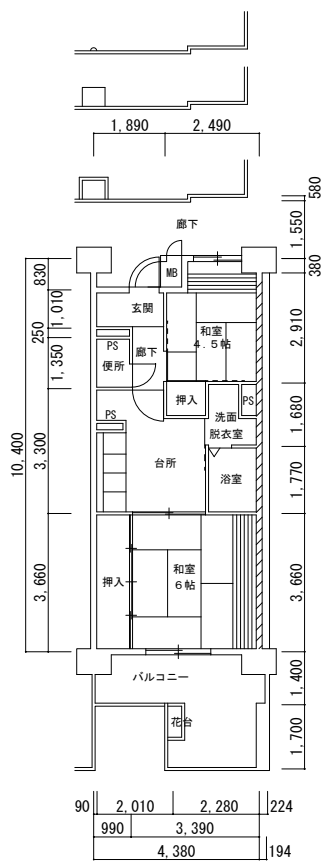 1,890
2,490
580
廊下
1,550
380
830
MB
玄関
1,010
和室
4.5帖
2,910
250
PS
廊下
便所
1,350
押入
PS
1,680
洗面
脱衣室
PS
10,400
3,300
台所
浴室
1,770
押入
和室
6帖
3,660
3,660
バルコニー
1,400
花台
1,700
90
2,010
2,280
224
990
3,390
4,380
194